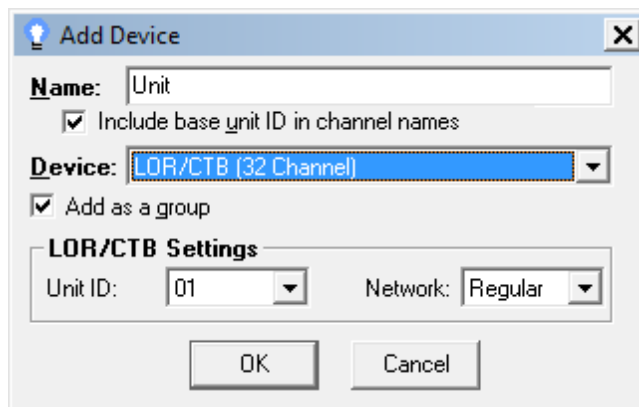 Add Device
Name: Unit
Include base unit ID in channel names
Device: LOR/CTB (32 Channel)
Add as a group
LOR/CTB Settings
Unit ID: 01 Network: Regular
OK Cancel